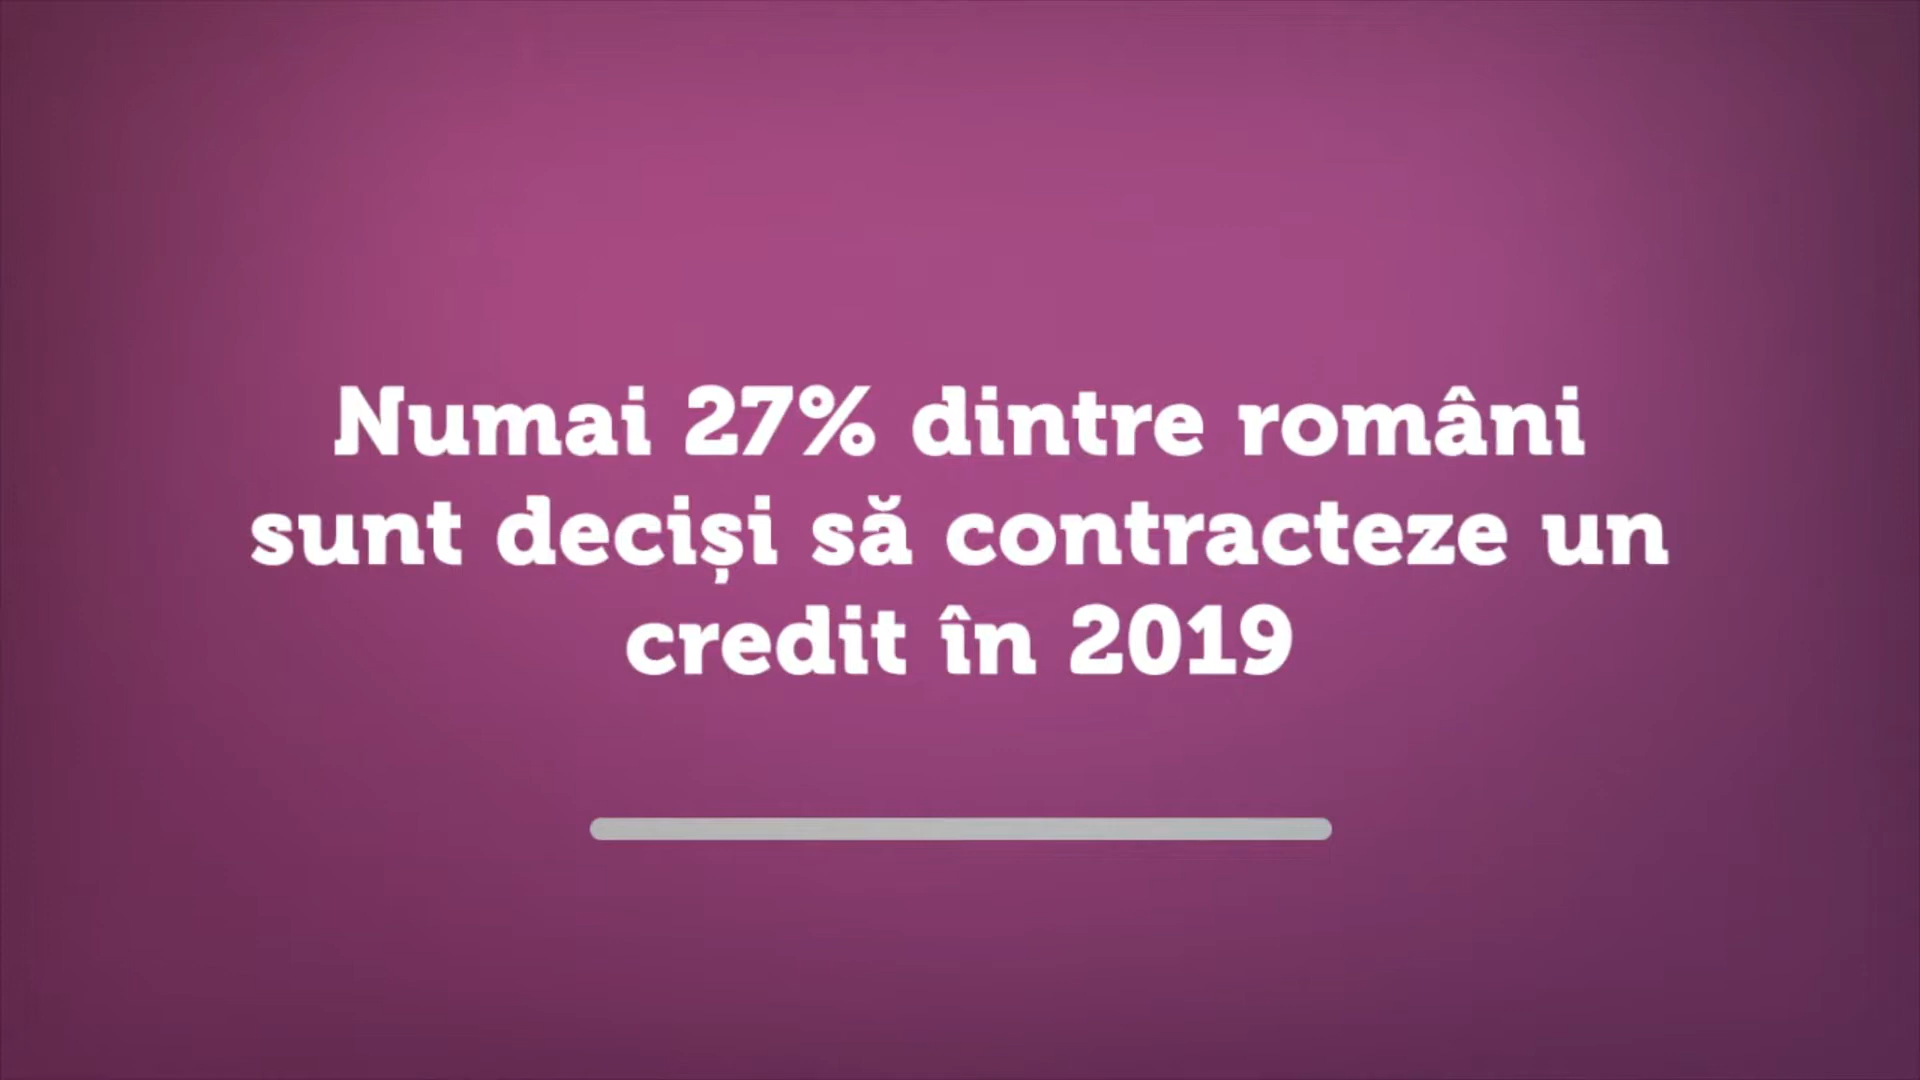 Numai 27% dintre români
sunt deciși să contracteze un
credit în 2019